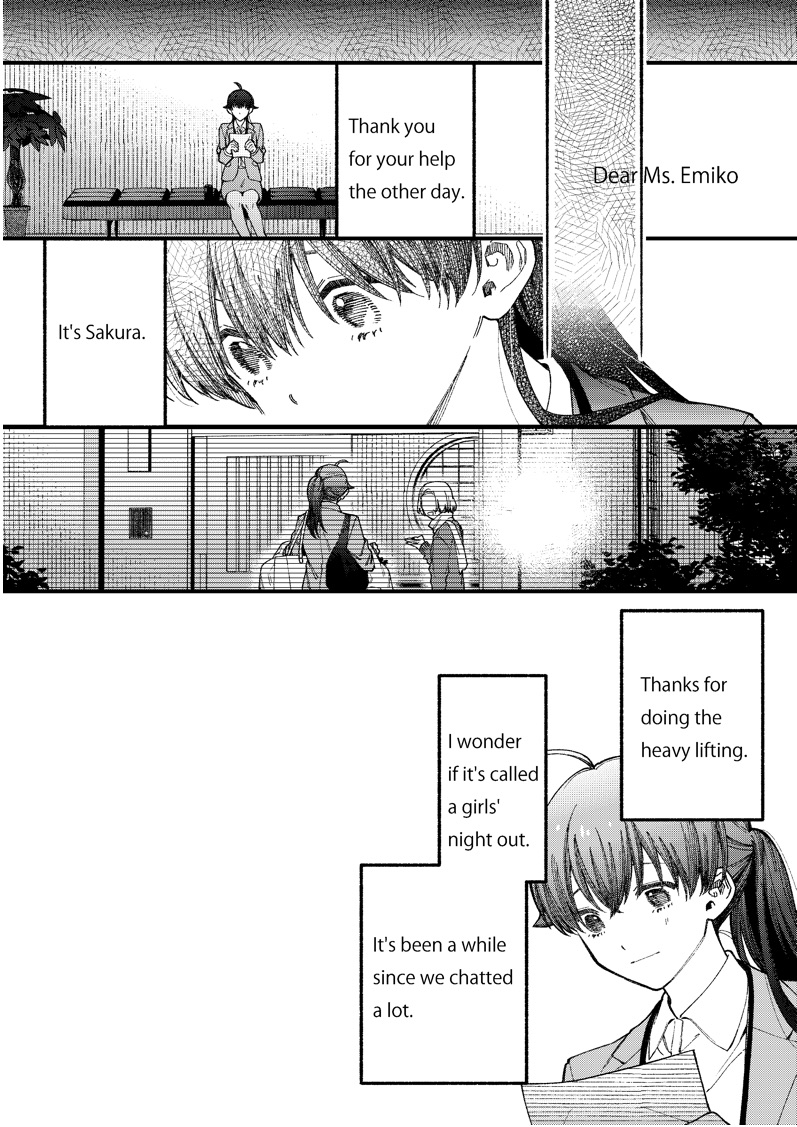 Dear Ms. Emiko
Thank you
for your help
the other day.
It's Sakura.
Thanks for
doing the
heavy lifting.
I wonder
if it's called
a girls'
night out.
It's been a while
since we chatted
a lot.